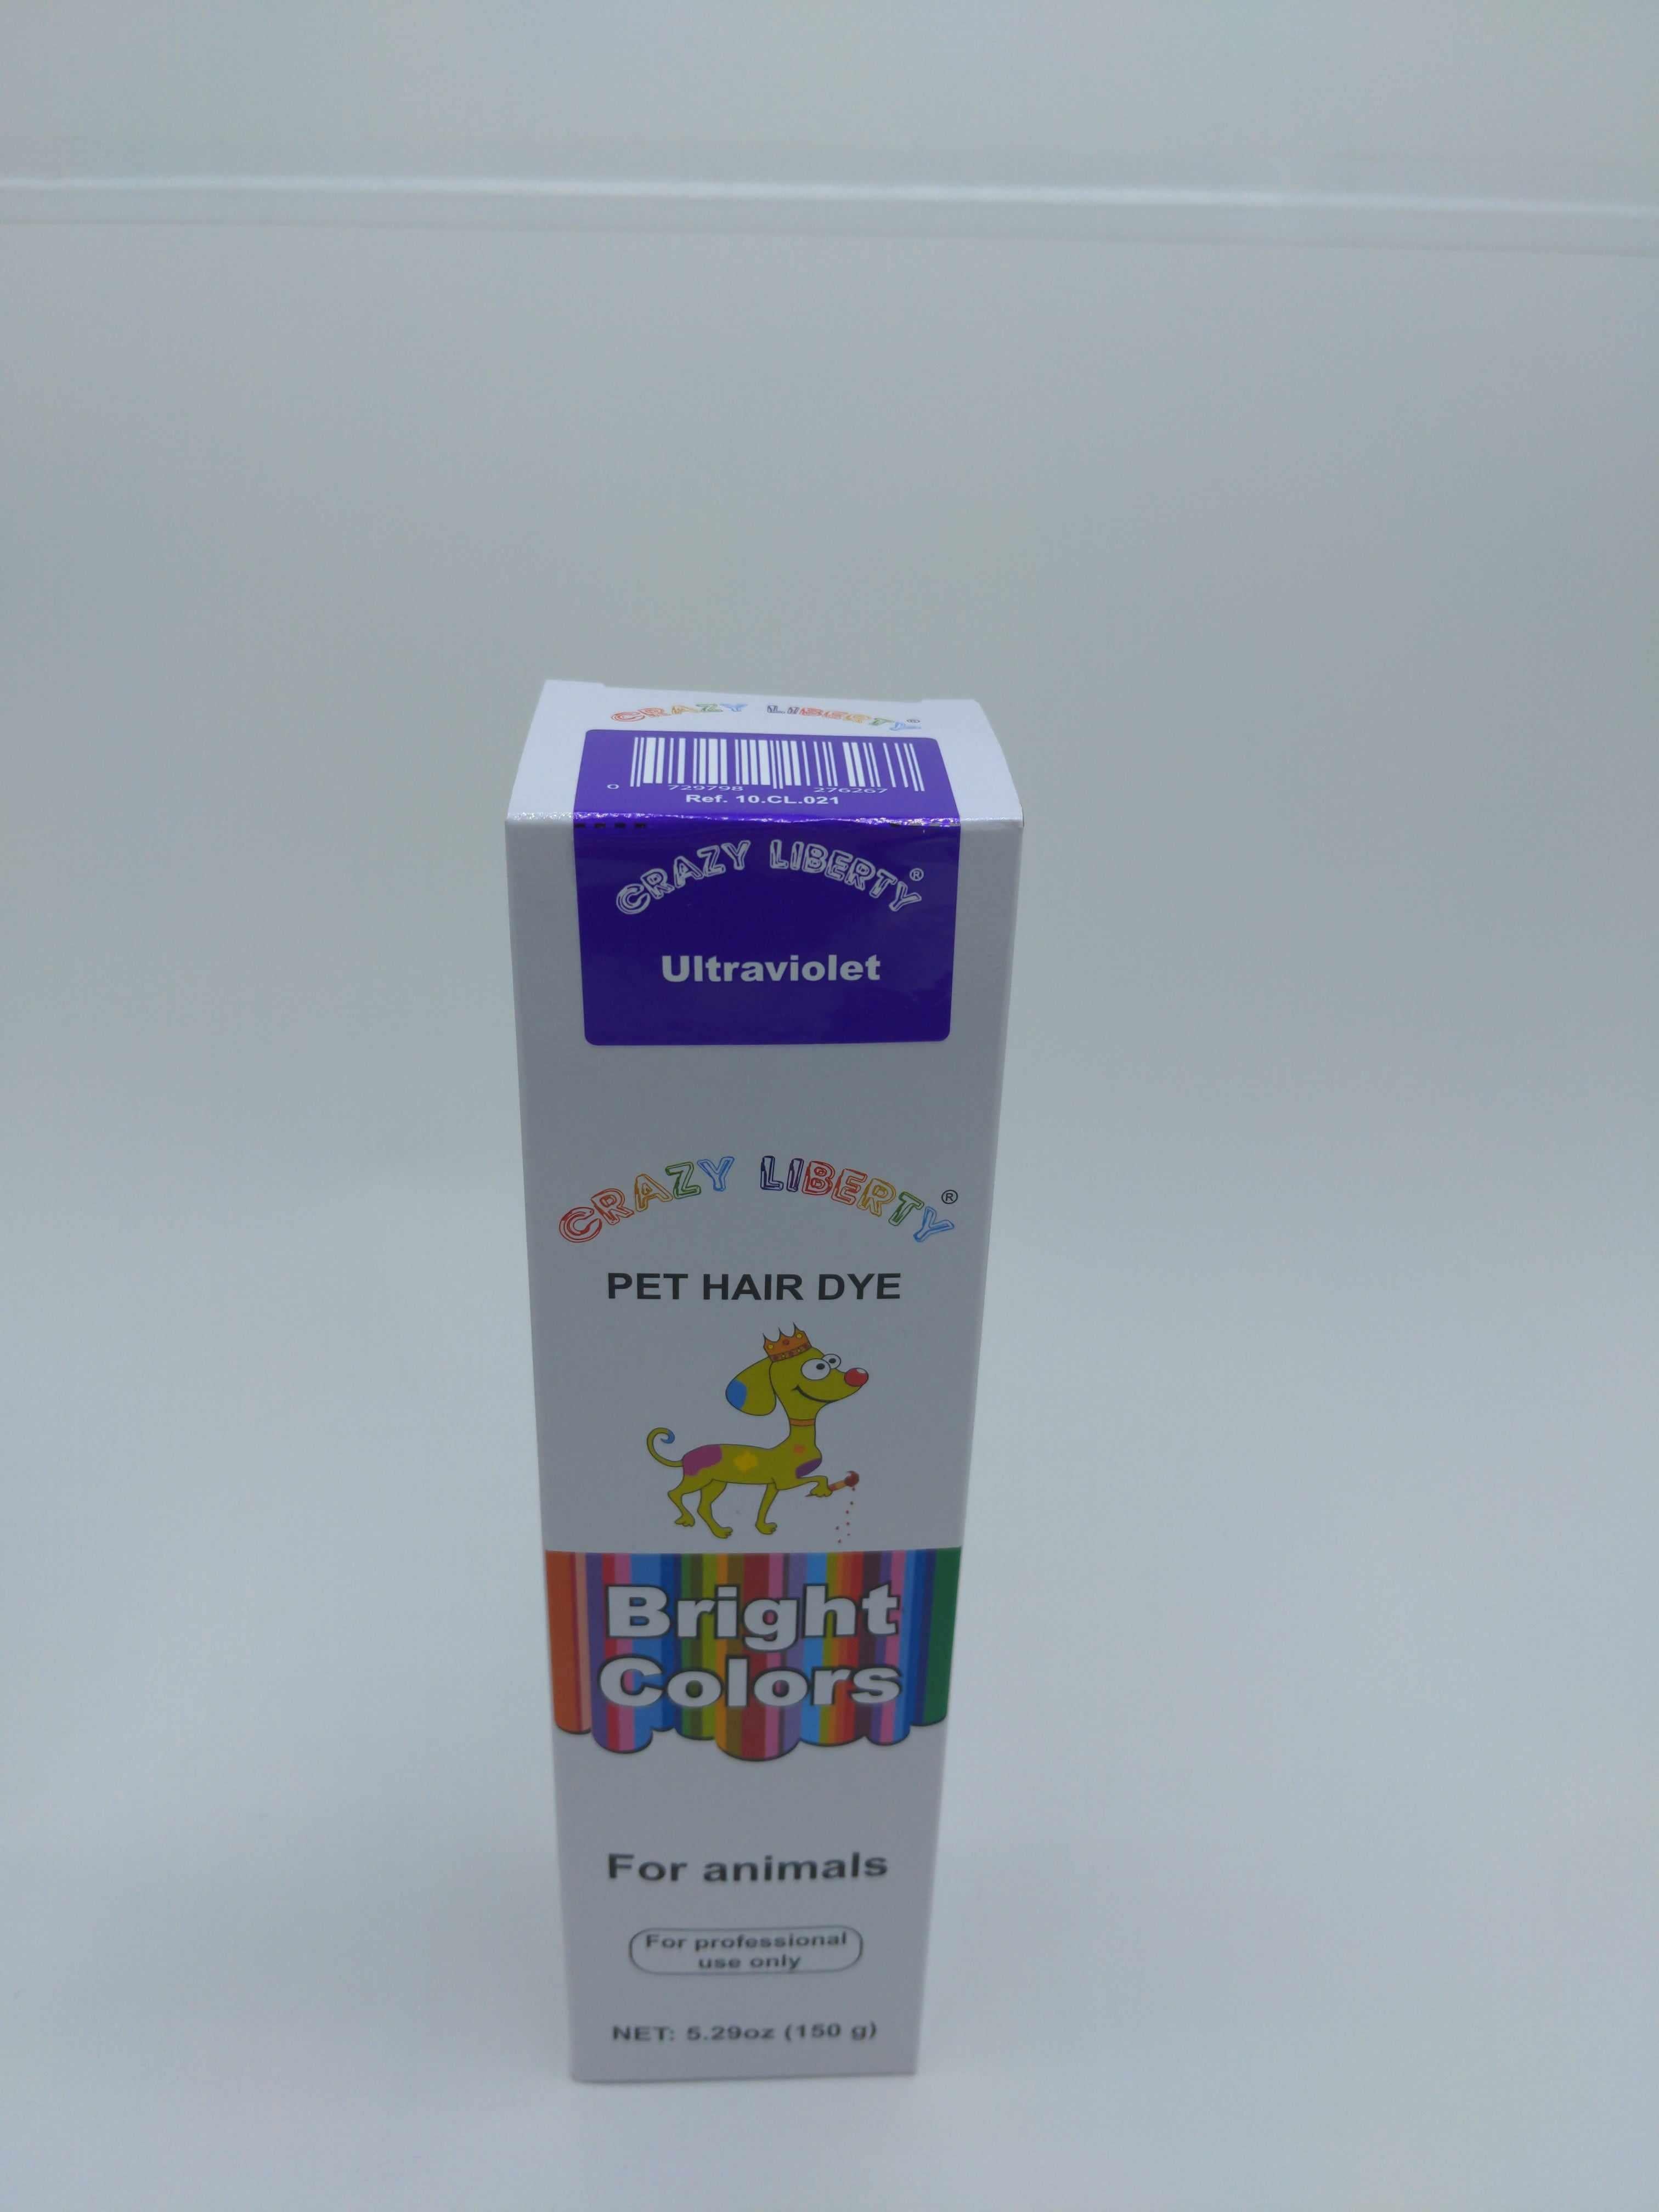 CRAZY LIBERTY®
0 729798 276267
Ref. 10.CL.021
CRAZY LIBERTY®
Ultraviolet
CRAZY LIBERTY®
PET HAIR DYE
Bright
Colors
For animals
For professional
use only
NET: 5.29oz (150 g)